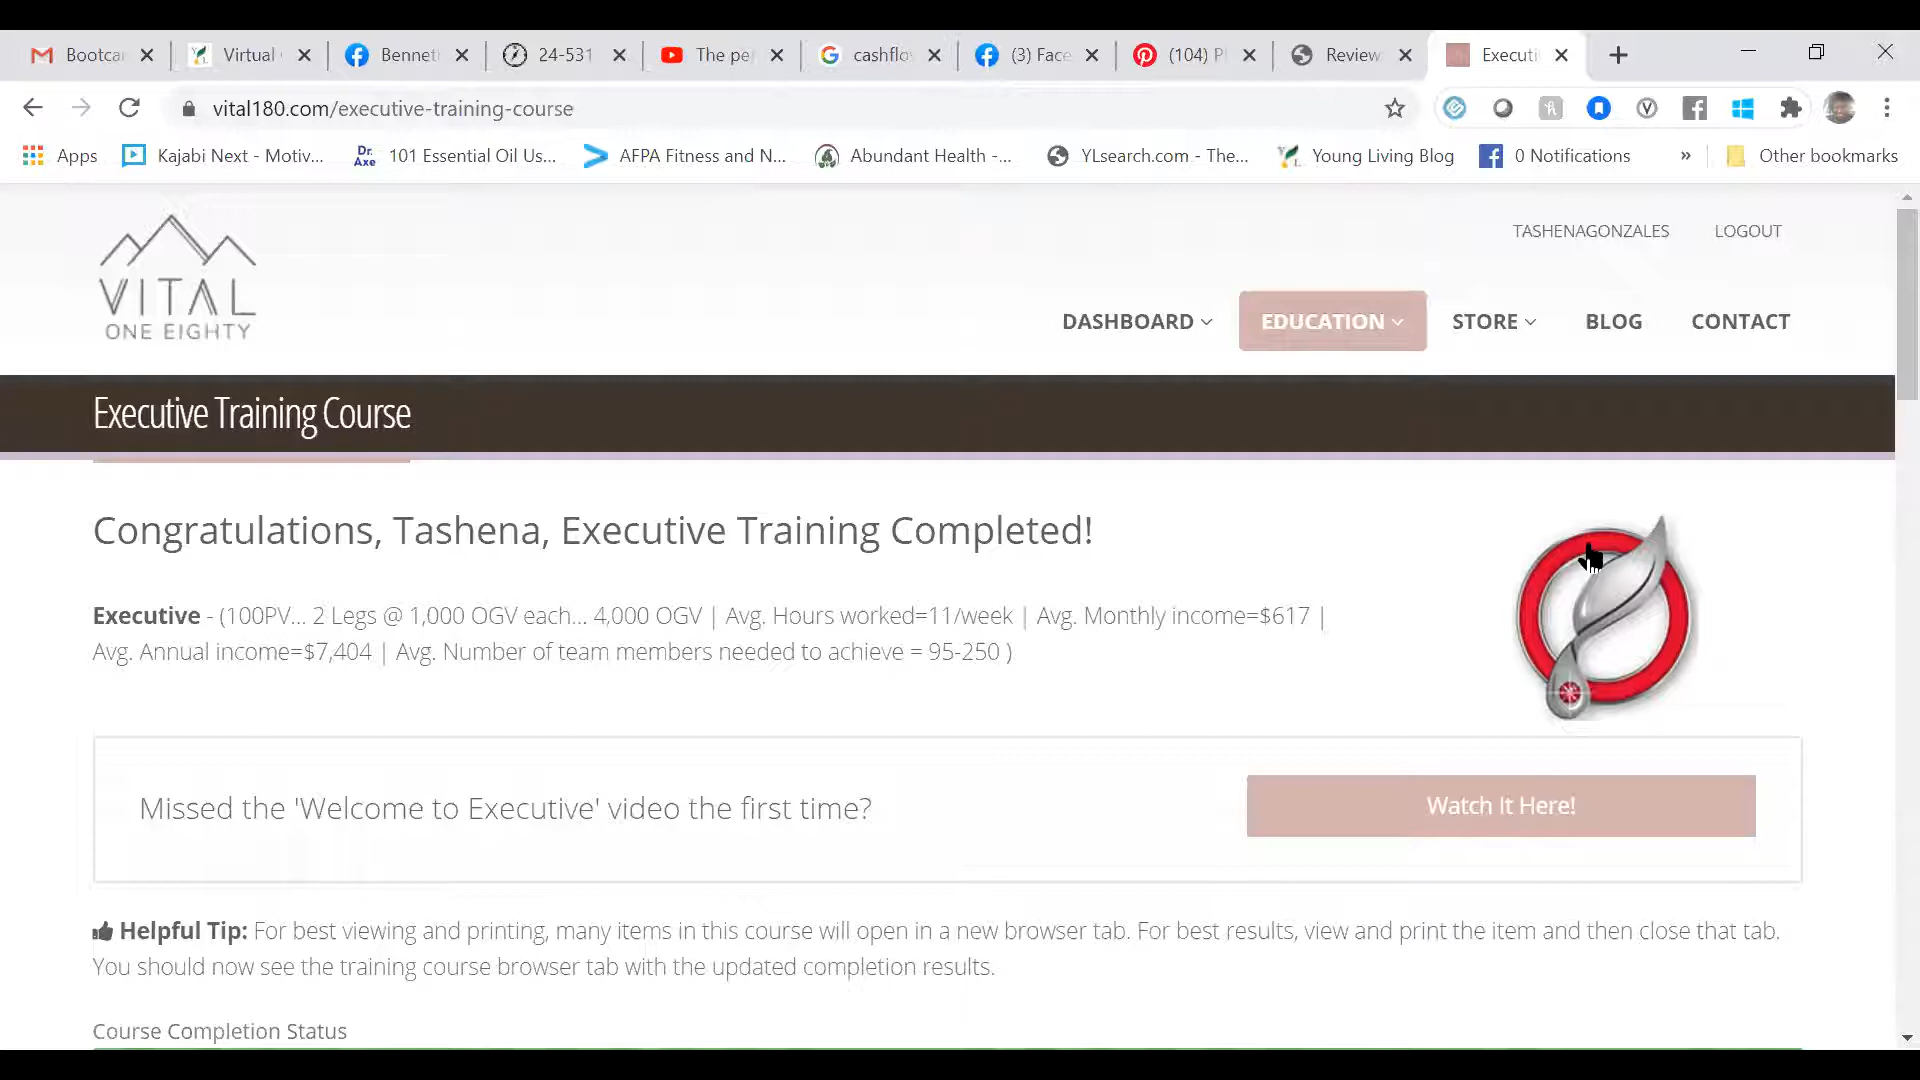 Bootca
Virtual
Bennet
24-531
The pe
cashflo
(3) Face
(104) P
Review
Executi
vital180.com/executive-training-course
Apps
Kajabi Next - Motiv...
Dr. Axe
101 Essential Oil Us...
AFPA Fitness and N...
Abundant Health -...
YLsearch.com - The...
Young Living Blog
0 Notifications
»
Other bookmarks
VITAL
ONE EIGHTY
TASHENAGONZALES
LOGOUT
DASHBOARD
EDUCATION
STORE
BLOG
CONTACT
Executive Training Course
Congratulations, Tashena, Executive Training Completed!
Executive - (100PV... 2 Legs @ 1,000 OGV each... 4,000 OGV | Avg. Hours worked=11/week | Avg. Monthly income=$617 |
Avg. Annual income=$7,404 | Avg. Number of team members needed to achieve = 95-250 )
Missed the 'Welcome to Executive' video the first time?
Watch It Here!
Helpful Tip: For best viewing and printing, many items in this course will open in a new browser tab. For best results, view and print the item and then close that tab.
You should now see the training course browser tab with the updated completion results.
Course Completion Status